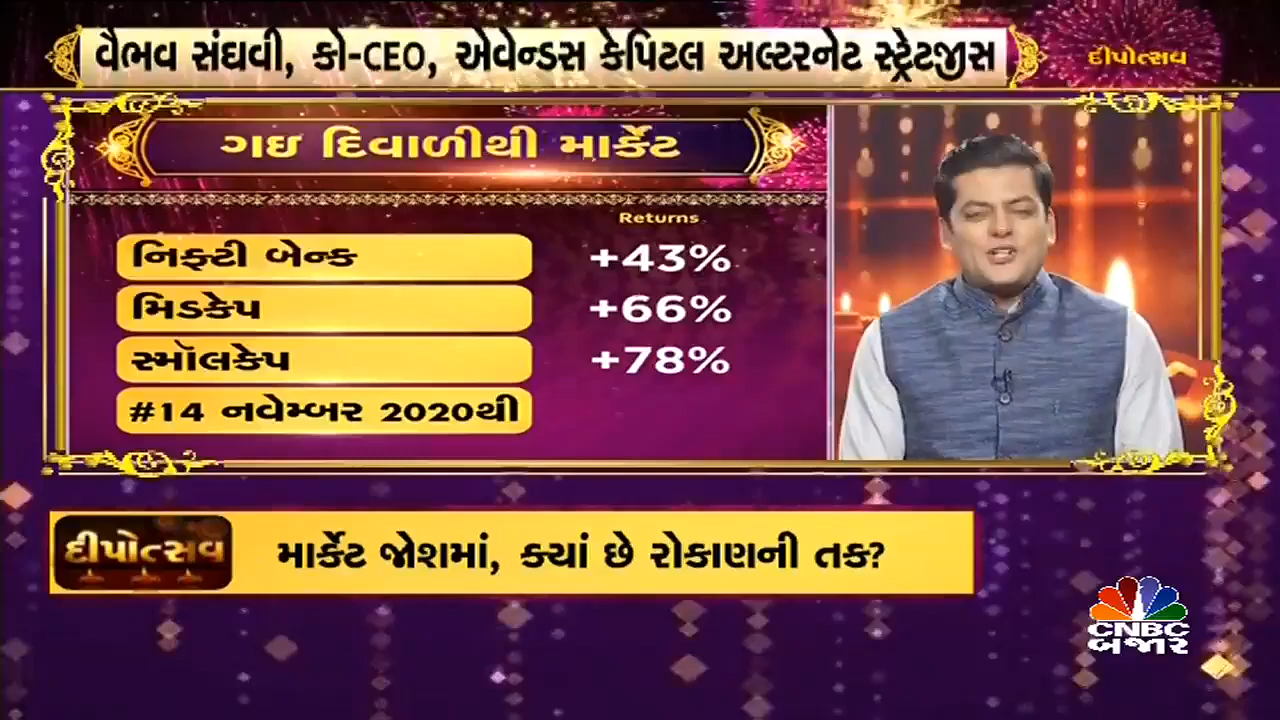 વૈભવ સંઘવી, કો-CEO, એવેન્ડસ કેપિટલ અલ્ટરનેટ સ્ટ્રેટજીસ
દીપોત્સવ
ગઇ દિવાળીથી માર્કેટ
Returns
નિફ્ટી બેન્ક +43%
મિડકેપ +66%
સ્મૉલકેપ +78%
#14 નવેમ્બર 2020થી
દીપોત્સવ
માર્કેટ જોશમાં, ક્યાં છે રોકાણની તક?
CNBC
બજાર